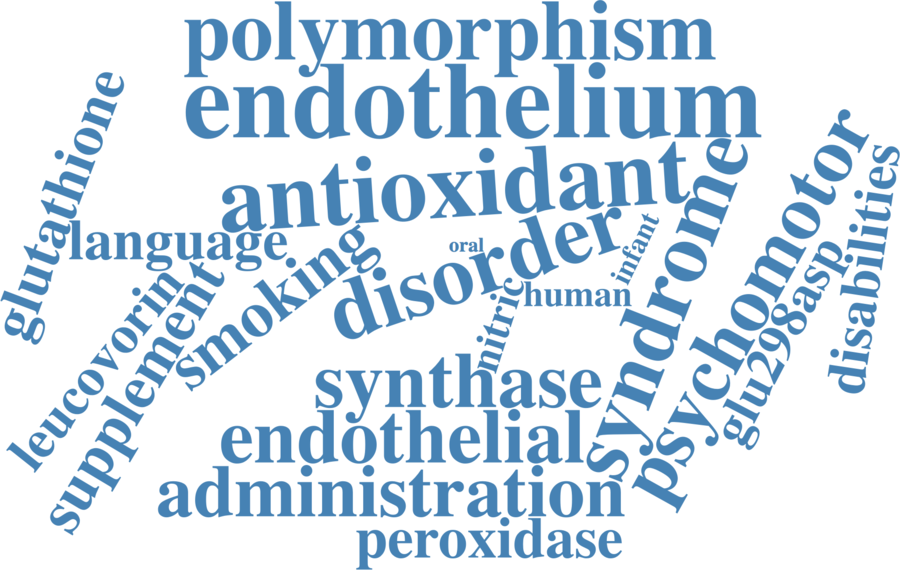 polymorphism
endothelium
glutathione
antioxidant
syndrome
psychomotor
disabilities
language
smoking
oral
disorder
infant
human
nitric
glu298asp
leucovorin
supplement
synthase
endothelial
administration
peroxidase